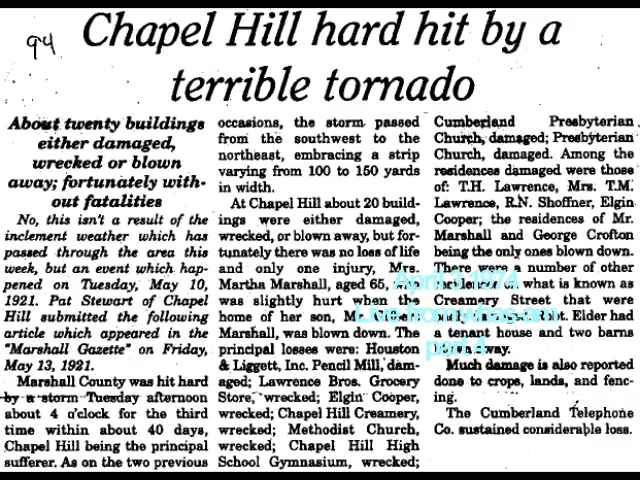 94
Chapel Hill hard hit by a
terrible tornado
About twenty buildings
either damaged,
wrecked or blown
away; fortunately with-
out fatalities
No, this isn't a result of the
inclement weather which has
passed through the area this
week, but an event which hap-
pened on Tuesday, May 10,
1921. Pat Stewart of Chapel
Hill submitted the following
article which appeared in the
"Marshall Gazette" on Friday,
May 13, 1921.
Marshall County was hit hard
by a storm Tuesday afternoon
about 4 o'clock for the third
time within about 40 days,
Chapel Hill being the principal
sufferer. As on the two previous
occasions, the storm passed
from the southwest to the
northeast, embracing a strip
varying from 100 to 150 yards
in width.
At Chapel Hill about 20 build-
ings were either damaged,
wrecked, or blown away, but for-
tunately there was no loss of life
and only one injury,
Martha Marshall, aged 65,
was slightly hurt when the
home of her son,
Marshall, was blown down. The
principal losses were: Houston
& Liggett, Inc. Pencil Mill, dam-
aged; Lawrence Bros. Grocery
Store, wrecked; Elgin Cooper,
wrecked; Chapel Hill Creamery,
wrecked; Methodist Church,
wrecked; Chapel Hill High
School Gymnasium, wrecked;
Cumberland Presbyterian
Church, damaged; Presbyterian
Church, damaged. Among the
residences damaged were those
of: T.H. Lawrence, Mrs. T.M.
Lawrence, R.N. Shoffner, Elgin
Cooper; the residences of Mr.
Marshall and George Crofton
being the only ones blown down.
There were a number of other
on what is known as
Creamery Street that were
Elder had
a tenant house and two barns
blown away.
Much damage is also reported
done to crops, lands, and fenc-
ing.
The Cumberland Telephone
Co. sustained considerable loss.
April 3 1974
part 4